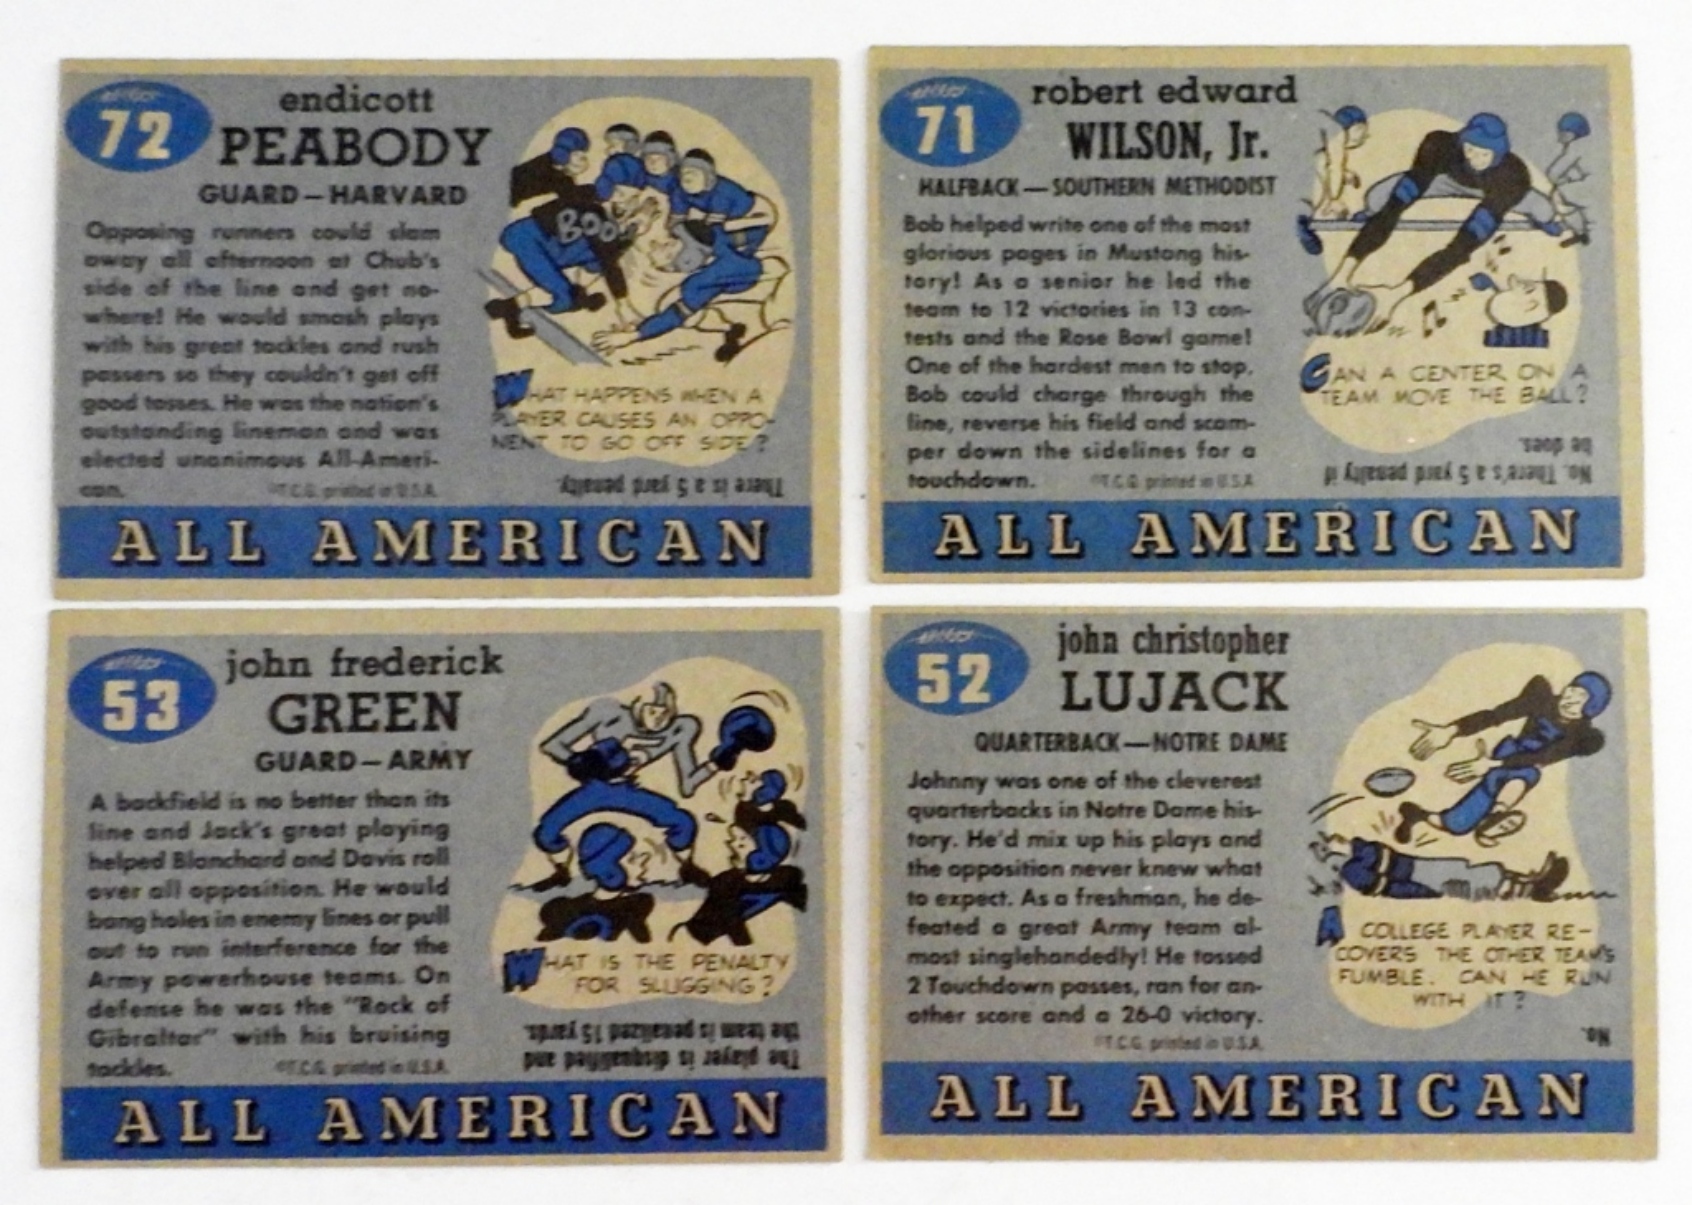 72
endicott
PEABODY
GUARD—HARVARD
Opposing runners could slam
away all afternoon at Chub's
side of the line and get no-
where! He would smash plays
with his great tackles and rush
passers so they couldn't get off
good tosses. He was the nation's
outstanding lineman and was
elected unanimous All-Ameri-
can.
©T.C.G. printed in U.S.A.
BOO
WHAT HAPPENS WHEN A
PLAYER CAUSES AN OPPO-
NENT TO GO OFF SIDE?
There is a 5 yard penalty.
ALL AMERICAN
71
robert edward
WILSON, Jr.
HALFBACK—SOUTHERN METHODIST
Bob helped write one of the most
glorious pages in Mustang his-
tory! As a senior he led the
team to 12 victories in 13 con-
tests and the Rose Bowl game!
One of the hardest men to stop,
Bob could charge through the
line, reverse his field and scam-
per down the sidelines for a
touchdown.
©T.C.G. printed in U.S.A.
CAN A CENTER ON A
TEAM MOVE THE BALL?
No. There's a 5 yard penalty if
he does.
ALL AMERICAN
53
john frederick
GREEN
GUARD—ARMY
A backfield is no better than its
line and Jack's great playing
helped Blanchard and Davis roll
over all opposition. He would
bang holes in enemy lines or pull
out to run interference for the
Army powerhouse teams. On
defense he was the "Rock of
Gibraltar" with his bruising
tackles.
©T.C.G. printed in U.S.A.
WHAT IS THE PENALTY
FOR SLUGGING?
The player is disqualified and
the team is penalized 15 yards.
ALL AMERICAN
52
john christopher
LUJACK
QUARTERBACK—NOTRE DAME
Johnny was one of the cleverest
quarterbacks in Notre Dame his-
tory. He'd mix up his plays and
the opposition never knew what
to expect. As a freshman, he de-
feated a great Army team al-
most singlehandedly! He tossed
2 Touchdown passes, ran for an-
other score and a 26-0 victory.
©T.C.G. printed in U.S.A.
A COLLEGE PLAYER RE-
COVERS THE OTHER TEAM'S
FUMBLE. CAN HE RUN
WITH IT?
No.
ALL AMERICAN